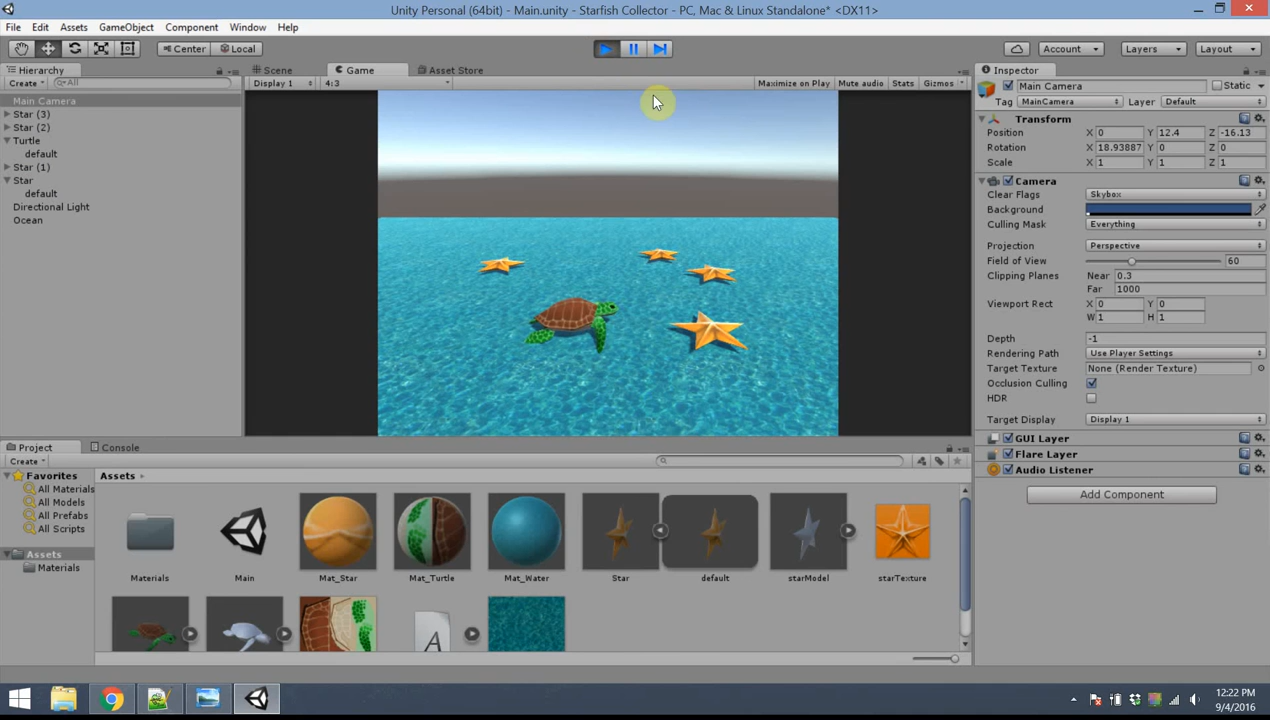 Unity Personal (64bit) - Main.unity - Starfish Collector - PC, Mac & Linux Standalone* <DX11>
File Edit Assets GameObject Component Window Help
Center Local Account Layers Layout
Hierarchy
Create All
Main Camera
Star (3)
Star (2)
Turtle
default
Star (1)
Star
default
Directional Light
Ocean
Scene Game Asset Store
Display 1 4:3 Maximize on Play Mute audio Stats Gizmos
Inspector
Main Camera Static
Tag MainCamera Layer Default
Transform
Position X 0 Y 12.4 Z -16.13
Rotation X 18.93887 Y 0 Z 0
Scale X 1 Y 1 Z 1
Camera
Clear Flags Skybox
Background
Culling Mask Everything
Projection Perspective
Field of View 60
Clipping Planes Near 0.3
Far 1000
Viewport Rect X 0 Y 0
W 1 H 1
Depth -1
Rendering Path Use Player Settings
Target Texture None (Render Texture)
Occlusion Culling
HDR
Target Display Display 1
GUI Layer
Flare Layer
Audio Listener
Add Component
Project Console
Create
Favorites
All Materials
All Models
All Prefabs
All Scripts
Assets
Materials
Assets
Materials Main Mat_Star Mat_Turtle Mat_Water Star default starModel starTexture
A
12:22 PM
9/4/2016